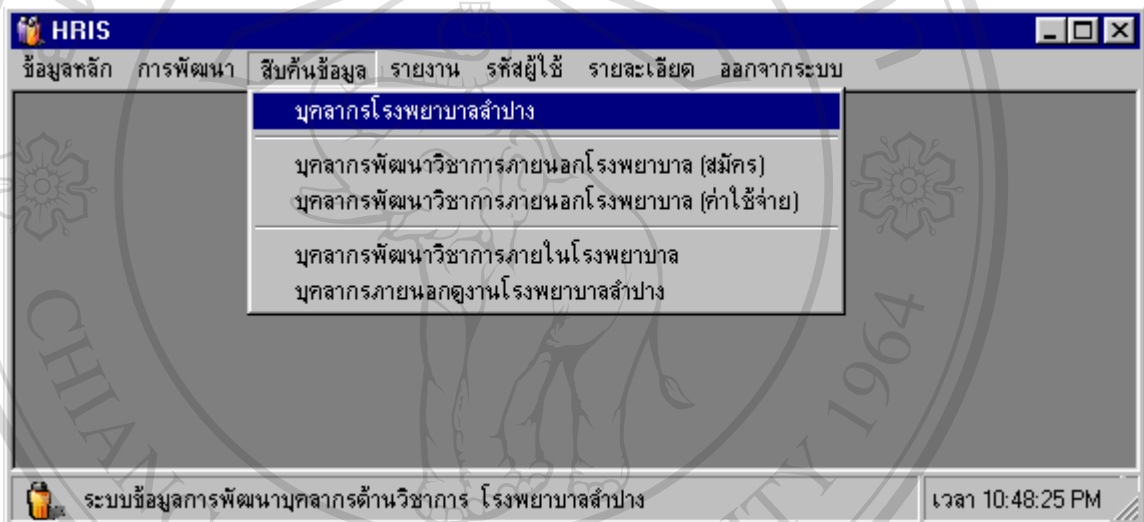 HRIS
ข้อมูลหลัก การพัฒนา สืบค้นข้อมูล รายงาน รหัสผู้ใช้ รายละเอียด ออกจากระบบ
บุคลากรโรงพยาบาลลำปาง
บุคลากรพัฒนาวิชาการภายนอกโรงพยาบาล (สมัคร)
บุคลากรพัฒนาวิชาการภายนอกโรงพยาบาล (ค่าใช้จ่าย)
บุคลากรพัฒนาวิชาการภายในโรงพยาบาล
บุคลากรภายนอกดูงานโรงพยาบาลลำปาง
CHIANG
TY 1964
ระบบข้อมูลการพัฒนาบุคลากรด้านวิชาการ โรงพยาบาลลำปาง
เวลา 10:48:25 PM